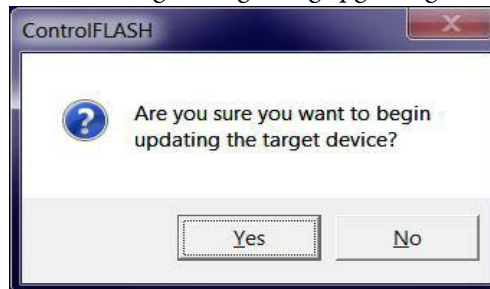 ControlFLASH
Are you sure you want to begin
updating the target device?
Yes
No